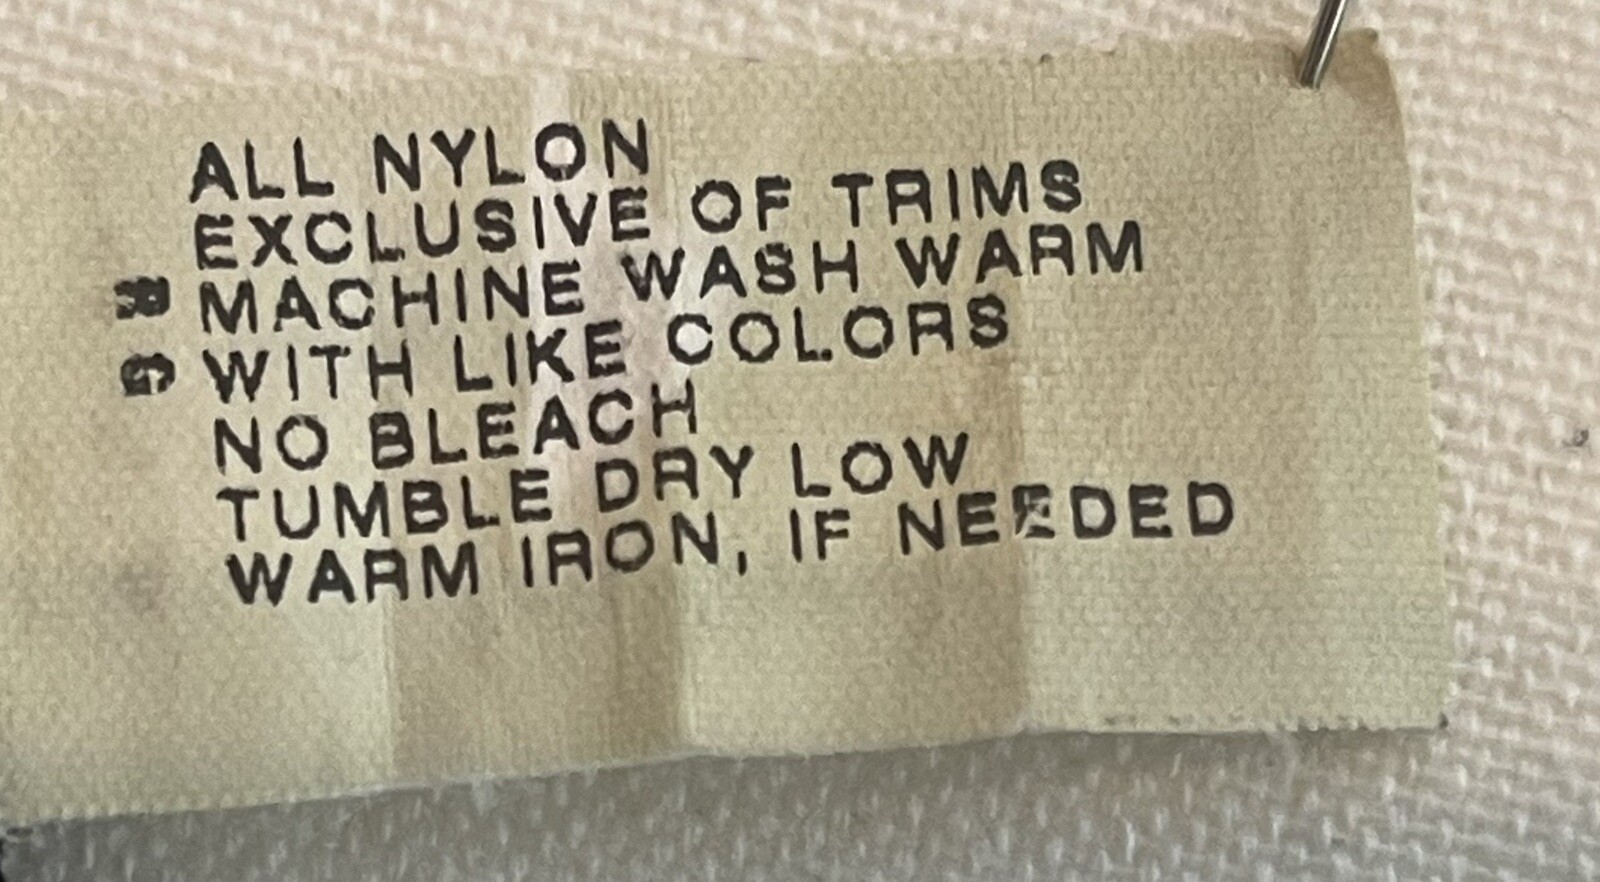 ALL NYLON
EXCLUSIVE OF TRIMS
MACHINE WASH WARM
WITH LIKE COLORS
NO BLEACH
TUMBLE DRY LOW
WARM IRON, IF NEEDED